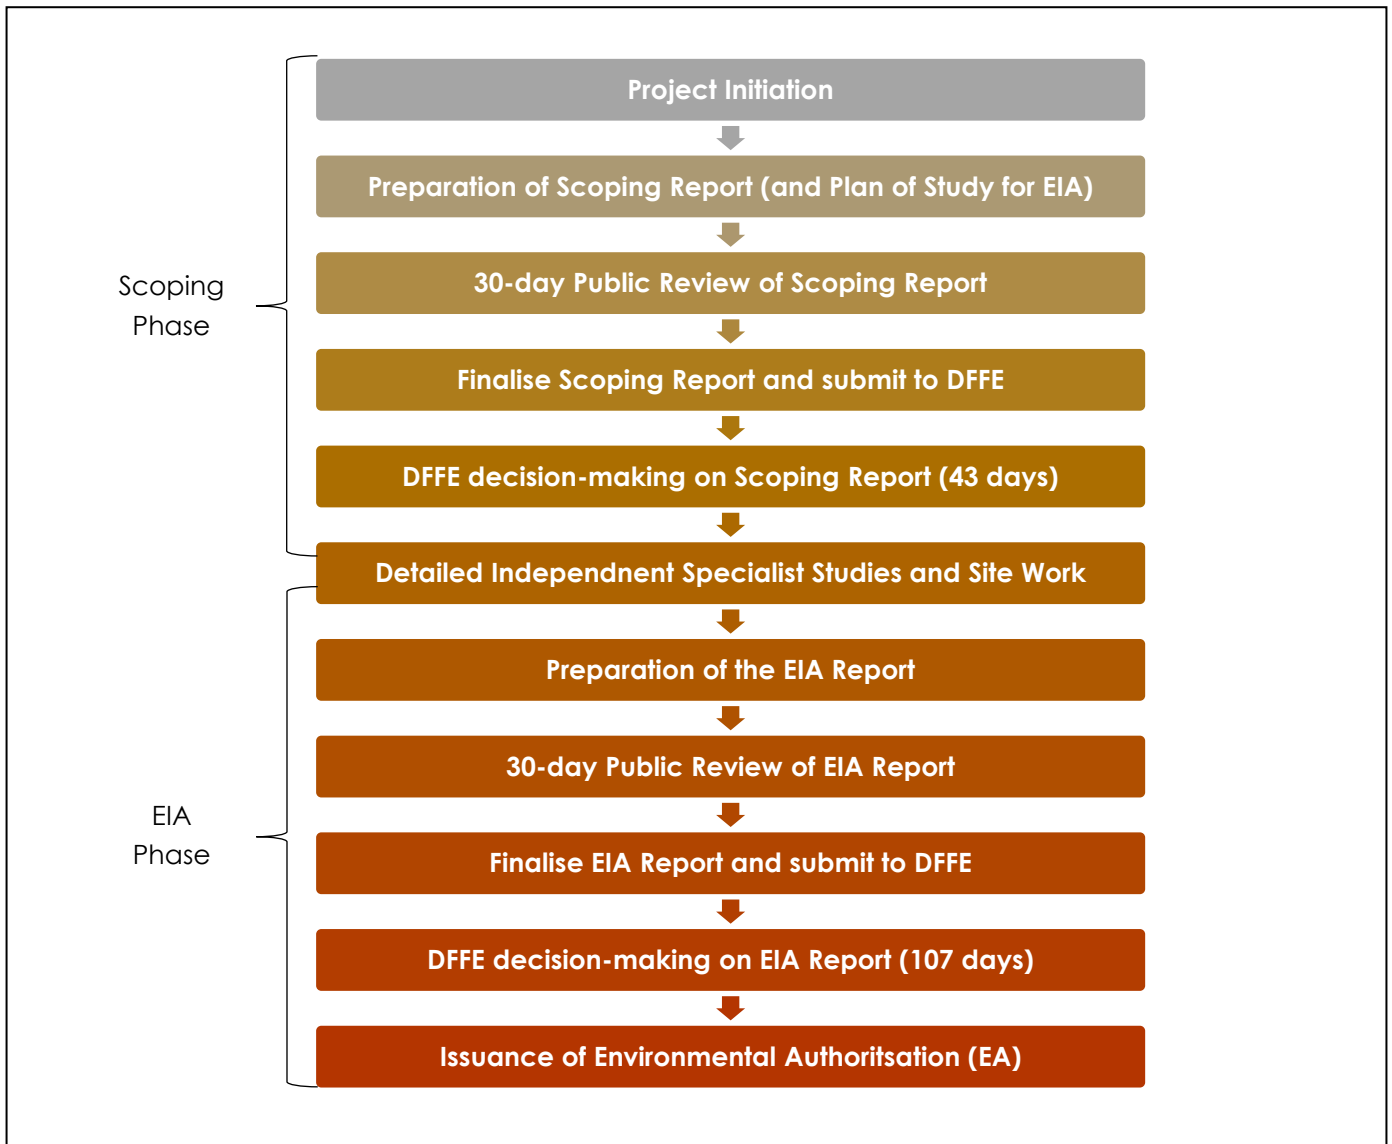 Project Initiation
Preparation of Scoping Report (and Plan of Study for EIA)
30-day Public Review of Scoping Report
Scoping
Phase
Finalise Scoping Report and submit to DFFE
DFFE decision-making on Scoping Report (43 days)
Detailed Indepednent Specialist Studies and Site Work
Preparation of the EIA Report
30-day Public Review of EIA Report
EIA
Phase
Finalise EIA Report and submit to DFFE
DFFE decision-making on EIA Report (107 days)
Issuance of Environmental Authoritsation (EA)